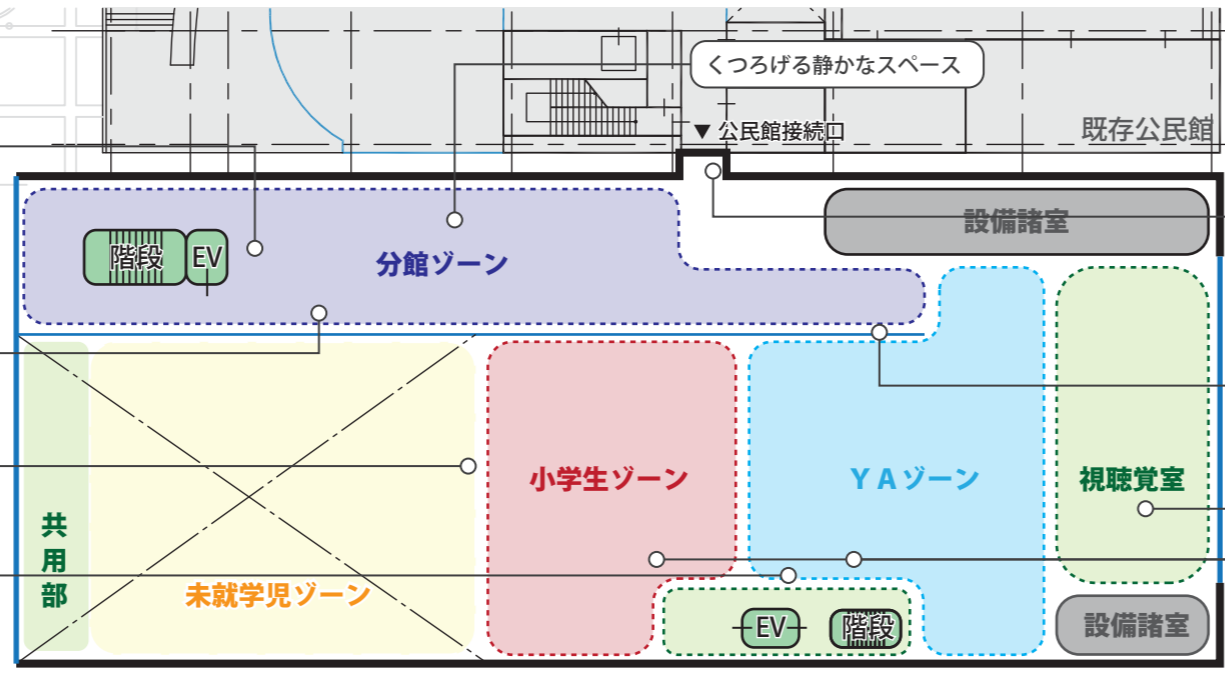 くつろげる静かなスペース
▼ 公民館接続口
既存公民館
設備諸室
階段
EV
分館ゾーン
小学生ゾーン
ＹＡゾーン
視聴覚室
共用部
未就学児ゾーン
EV
階段
設備諸室